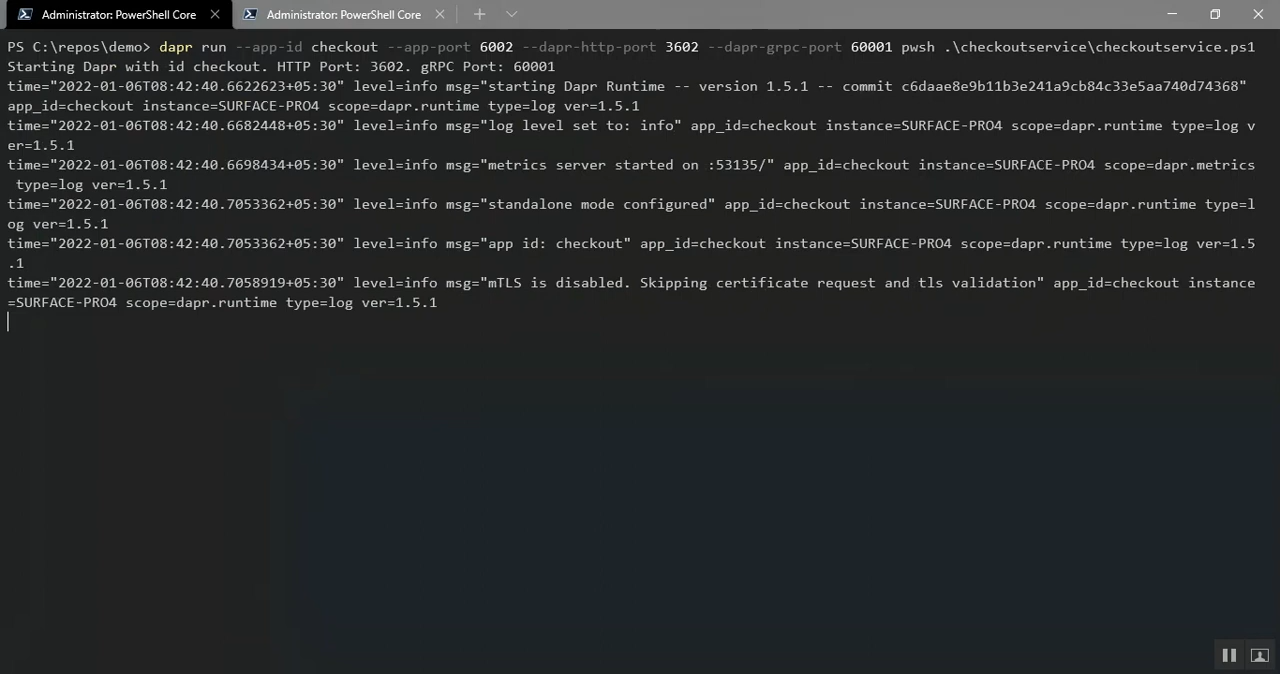 Administrator: PowerShell Core
Administrator: PowerShell Core
PS C:\repos\demo> dapr run --app-id checkout --app-port 6002 --dapr-http-port 3602 --dapr-grpc-port 60001 pwsh .\checkoutservice\checkoutservice.ps1
Starting Dapr with id checkout. HTTP Port: 3602. gRPC Port: 60001
time="2022-01-06T08:42:40.6622623+05:30" level=info msg="starting Dapr Runtime -- version 1.5.1 -- commit c6daae8e9b11b3e241a9cb84c33e5aa740d74368"
app_id=checkout instance=SURFACE-PRO4 scope=dapr.runtime type=log ver=1.5.1
time="2022-01-06T08:42:40.6682448+05:30" level=info msg="log level set to: info" app_id=checkout instance=SURFACE-PRO4 scope=dapr.runtime type=log v
er=1.5.1
time="2022-01-06T08:42:40.6698434+05:30" level=info msg="metrics server started on :53135/" app_id=checkout instance=SURFACE-PRO4 scope=dapr.metrics
type=log ver=1.5.1
time="2022-01-06T08:42:40.7053362+05:30" level=info msg="standalone mode configured" app_id=checkout instance=SURFACE-PRO4 scope=dapr.runtime type=l
og ver=1.5.1
time="2022-01-06T08:42:40.7053362+05:30" level=info msg="app id: checkout" app_id=checkout instance=SURFACE-PRO4 scope=dapr.runtime type=log ver=1.5
.1
time="2022-01-06T08:42:40.7058919+05:30" level=info msg="mTLS is disabled. Skipping certificate request and tls validation" app_id=checkout instance
=SURFACE-PRO4 scope=dapr.runtime type=log ver=1.5.1